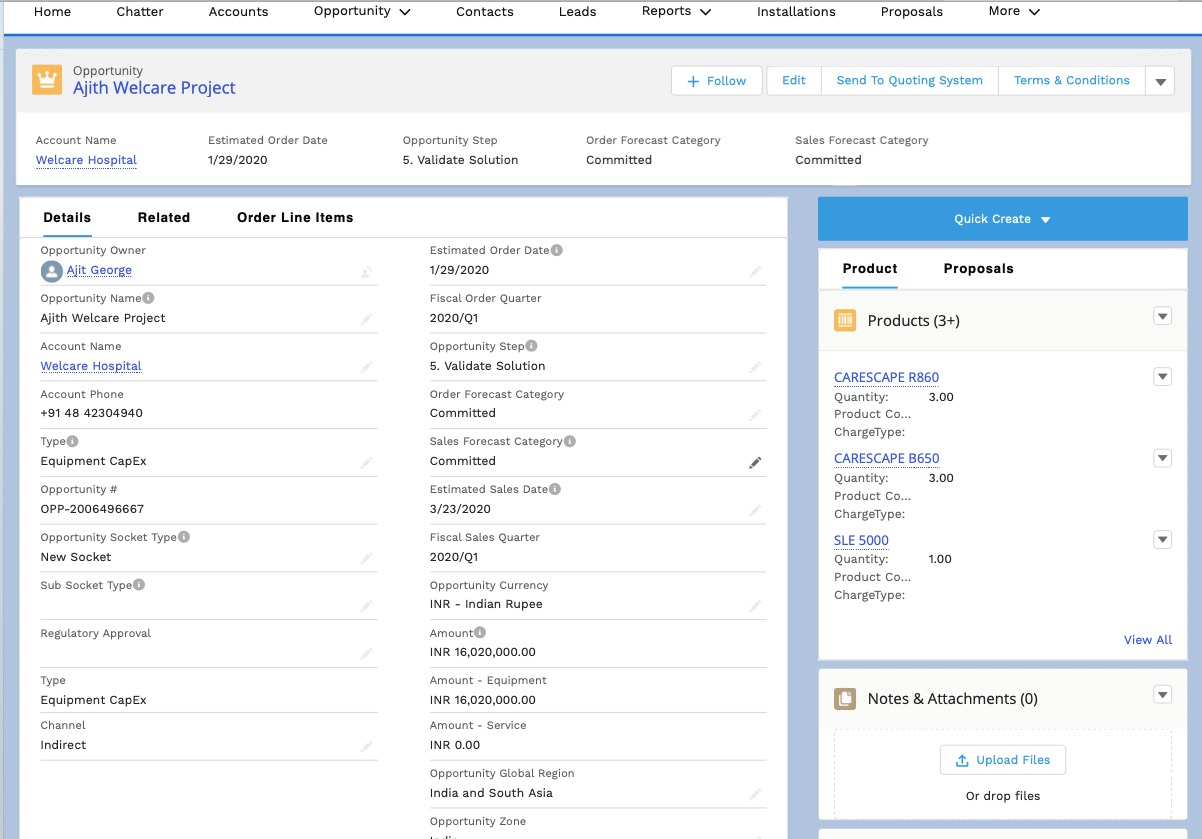 Home Chatter Accounts Opportunity Contacts Leads Reports Installations Proposals More
Opportunity
Ajith Welcare Project
+ Follow Edit Send To Quoting System Terms & Conditions
Account Name Estimated Order Date Opportunity Step Order Forecast Category Sales Forecast Category
Welcare Hospital 1/29/2020 5. Validate Solution Committed Committed
Details Related Order Line Items
Opportunity Owner
Ajit George
Opportunity Name
Ajith Welcare Project
Account Name
Welcare Hospital
Account Phone
+91 48 42304940
Type
Equipment CapEx
Opportunity #
OPP-2006496667
Opportunity Socket Type
New Socket
Sub Socket Type
Regulatory Approval
Type
Equipment CapEx
Channel
Indirect
Estimated Order Date
1/29/2020
Fiscal Order Quarter
2020/Q1
Opportunity Step
5. Validate Solution
Order Forecast Category
Committed
Sales Forecast Category
Committed
Estimated Sales Date
3/23/2020
Fiscal Sales Quarter
2020/Q1
Opportunity Currency
INR - Indian Rupee
Amount
INR 16,020,000.00
Amount - Equipment
INR 16,020,000.00
Amount - Service
INR 0.00
Opportunity Global Region
India and South Asia
Opportunity Zone
India
Quick Create
Product Proposals
Products (3+)
CARESCAPE R860
Quantity: 3.00
Product Co...
ChargeType:
CARESCAPE B650
Quantity: 3.00
Product Co...
ChargeType:
SLE 5000
Quantity: 1.00
Product Co...
ChargeType:
View All
Notes & Attachments (0)
Upload Files
Or drop files